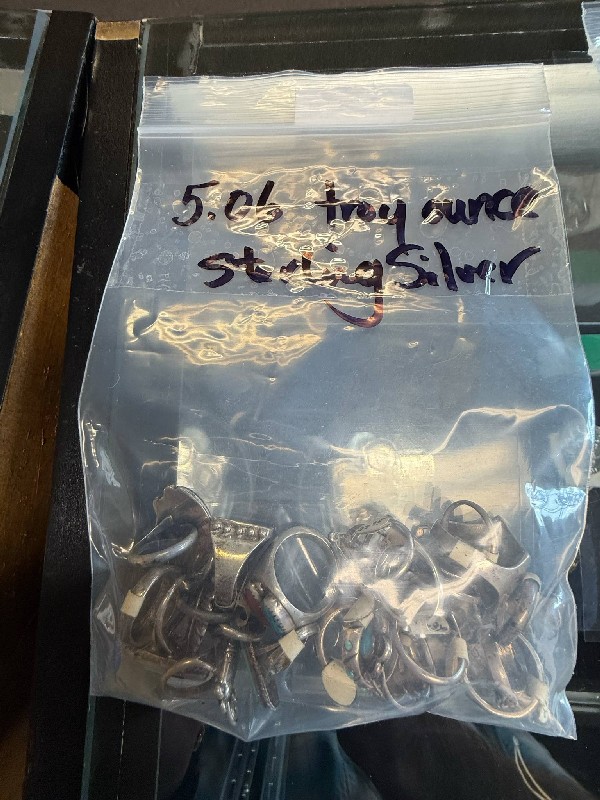 5.06 troy ounce
Sterling Silver